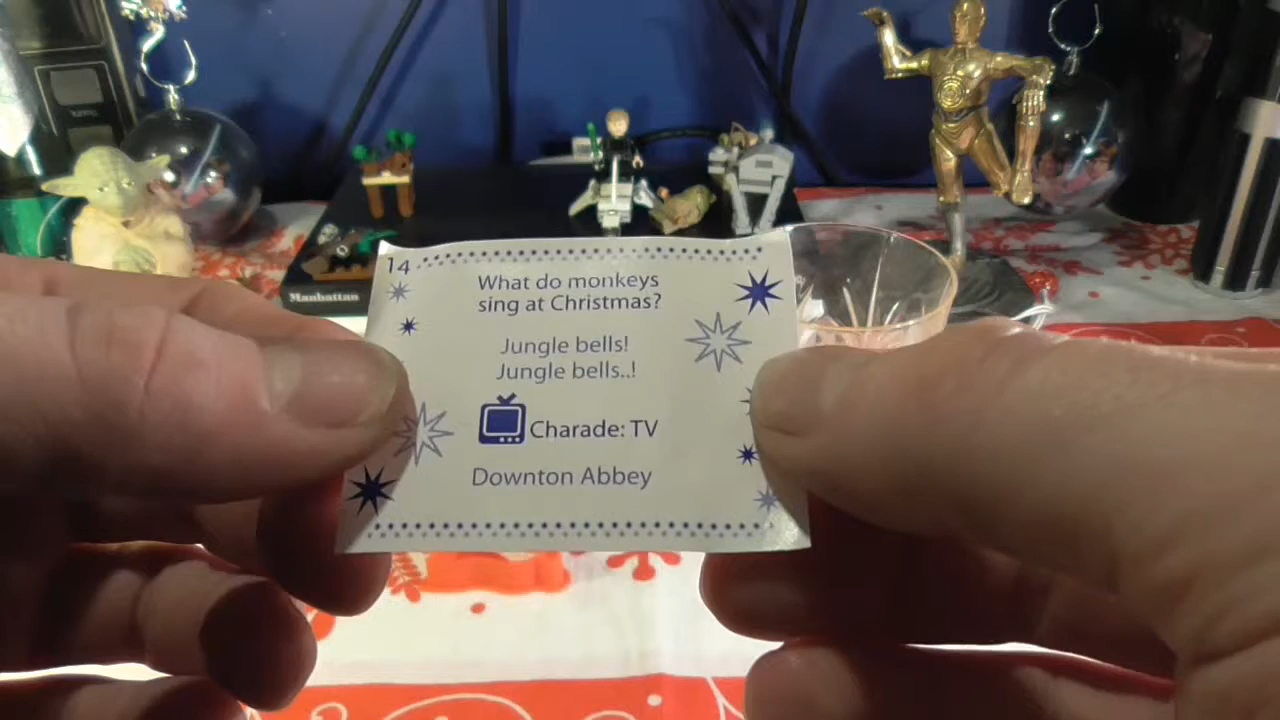 Manhattan
14
What do monkeys
sing at Christmas?
Jungle bells!
Jungle bells..!
Charade: TV
Downton Abbey